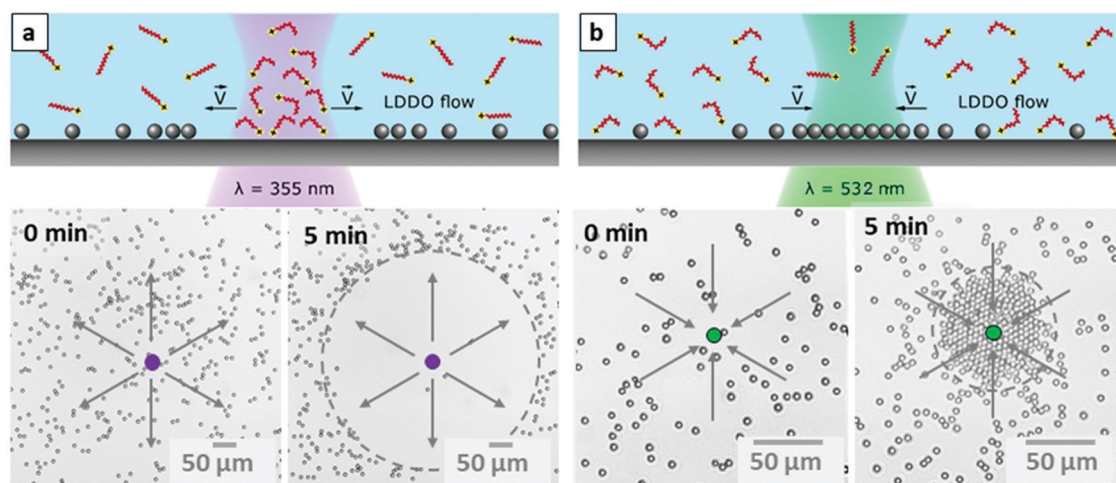 a
V⃗
V⃗
LDDO flow
λ = 355 nm
0 min
50 µm
5 min
50 µm
b
V⃗
V⃗
LDDO flow
λ = 532 nm
0 min
50 µm
5 min
50 µm